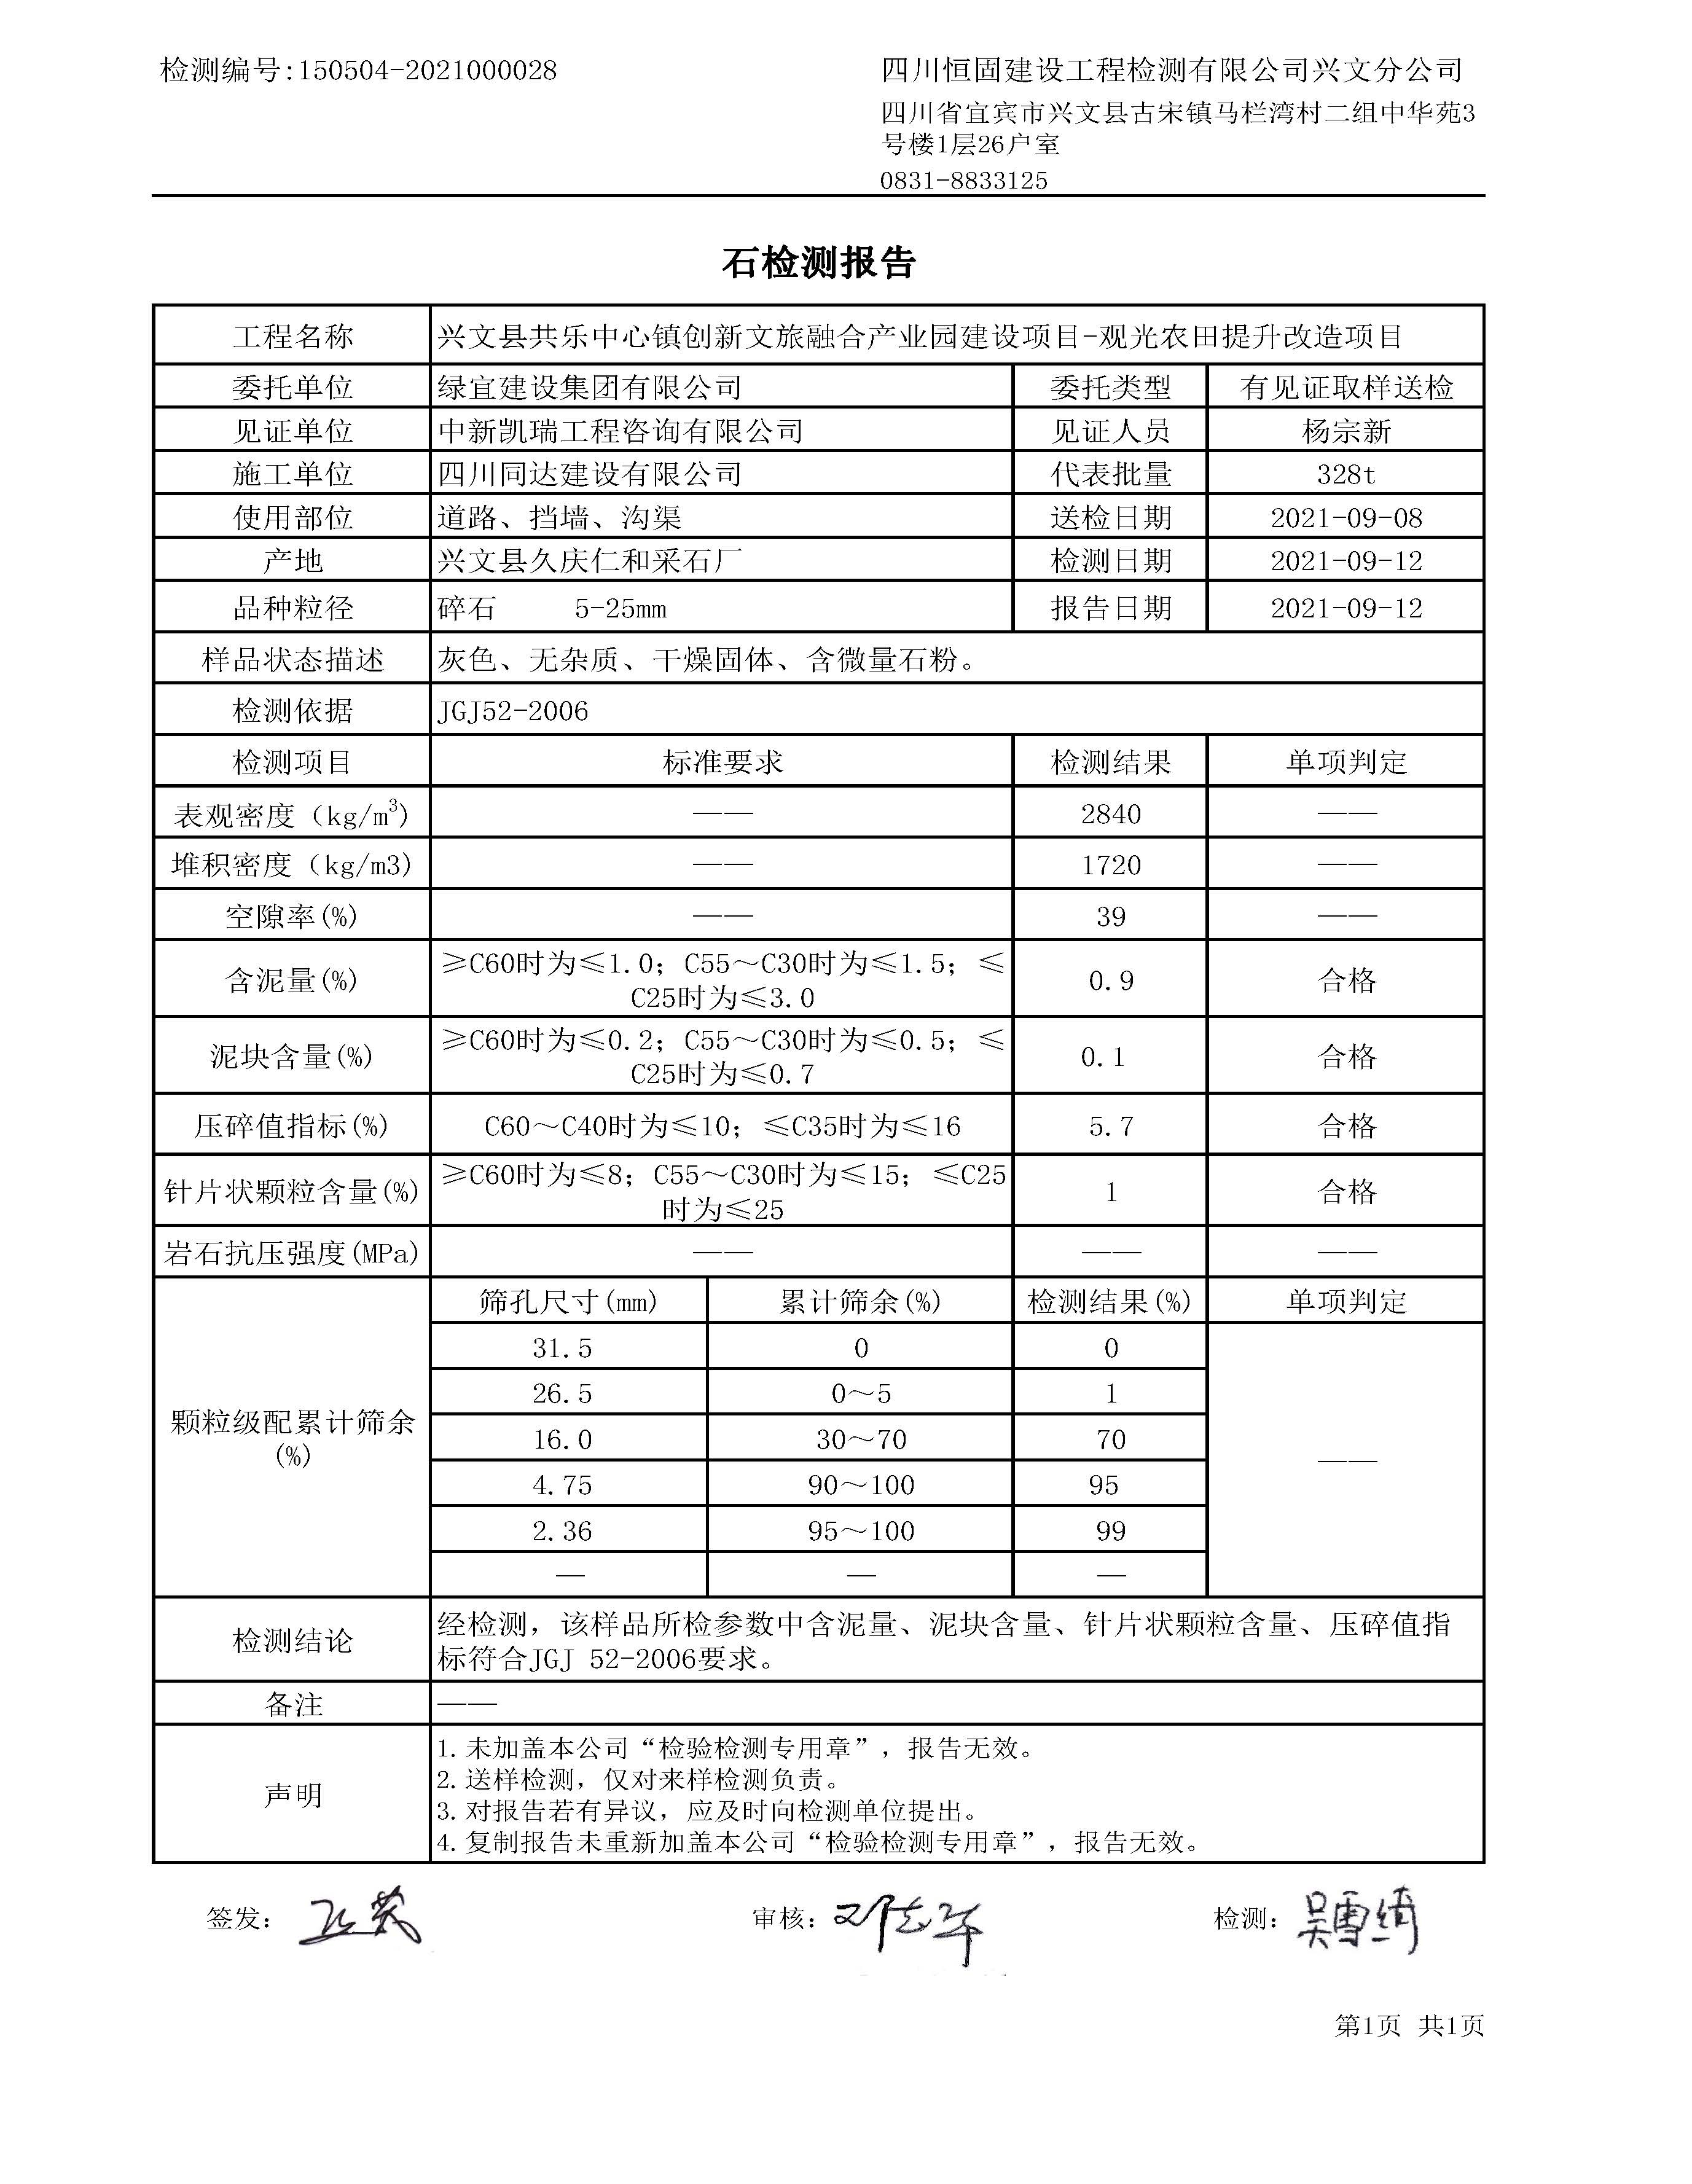 检测编号:150504-2021000028
四川恒固建设工程检测有限公司兴文分公司
四川省宜宾市兴文县古宋镇马栏湾村二组中华苑3
号楼1层26户室
0831-8833125
石检测报告
工程名称 兴文县共乐中心镇创新文旅融合产业园建设项目-观光农田提升改造项目
委托单位 绿宜建设集团有限公司 委托类型 有见证取样送检
见证单位 中新凯瑞工程咨询有限公司 见证人员 杨宗新
施工单位 四川同达建设有限公司 代表批量 328t
使用部位 道路、挡墙、沟渠 送检日期 2021-09-08
产地 兴文县久庆仁和采石厂 检测日期 2021-09-12
品种粒径 碎石 5-25mm 报告日期 2021-09-12
样品状态描述 灰色、无杂质、干燥固体、含微量石粉。
检测依据 JGJ52-2006
检测项目 标准要求 检测结果 单项判定
表观密度（kg/m³) —— 2840 ——
堆积密度（kg/m3) —— 1720 ——
空隙率(%) —— 39 ——
含泥量(%) ≥C60时为≤1.0；C55～C30时为≤1.5；≤
C25时为≤3.0 0.9 合格
泥块含量(%) ≥C60时为≤0.2；C55～C30时为≤0.5；≤
C25时为≤0.7 0.1 合格
压碎值指标(%) C60～C40时为≤10；≤C35时为≤16 5.7 合格
针片状颗粒含量(%) ≥C60时为≤8；C55～C30时为≤15；≤C25
时为≤25 1 合格
岩石抗压强度(MPa) —— —— ——
颗粒级配累计筛余
(%)
筛孔尺寸(mm) 累计筛余(%) 检测结果(%) 单项判定
31.5 0 0
26.5 0～5 1
16.0 30～70 70
——
4.75 90～100 95
2.36 95～100 99
— — —
检测结论 经检测，该样品所检参数中含泥量、泥块含量、针片状颗粒含量、压碎值指
标符合JGJ 52-2006要求。
备注 ——
声明
1.未加盖本公司“检验检测专用章”，报告无效。
2.送样检测，仅对来样检测负责。
3.对报告若有异议，应及时向检测单位提出。
4.复制报告未重新加盖本公司“检验检测专用章”，报告无效。
签发： 审核： 检测：吴雪绮
第1页 共1页